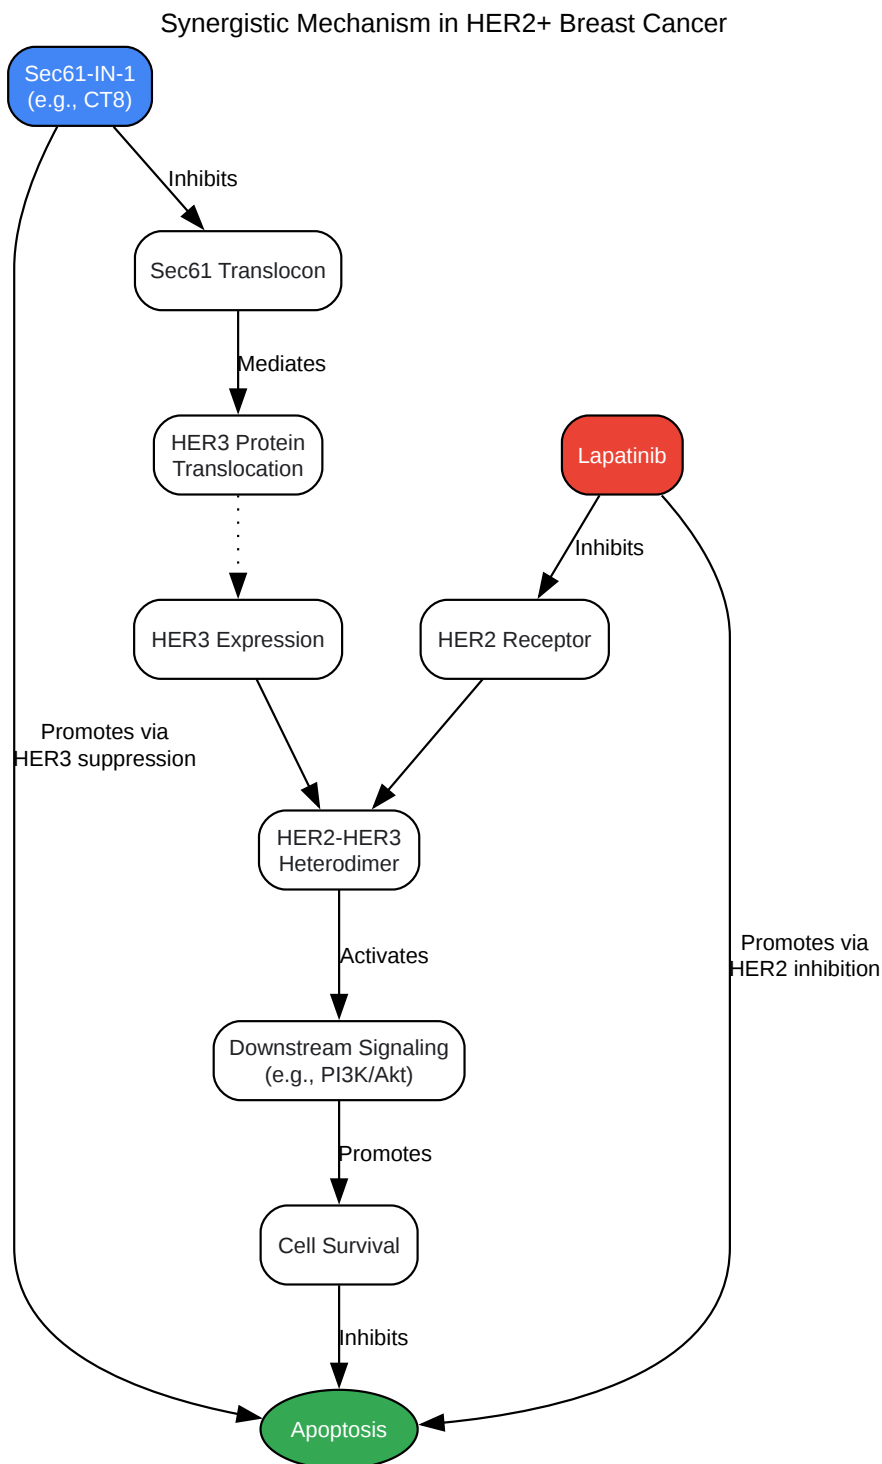 Synergistic Mechanism in HER2+ Breast Cancer
Sec61-IN-1
(e.g., CT8)
Inhibits
Sec61 Translocon
Mediates
HER3 Protein
Translocation
Lapatinib
Inhibits
HER3 Expression
HER2 Receptor
Promotes via
HER3 suppression
HER2-HER3
Heterodimer
Activates
Promotes via
HER2 inhibition
Downstream Signaling
(e.g., PI3K/Akt)
Promotes
Cell Survival
Inhibits
Apoptosis